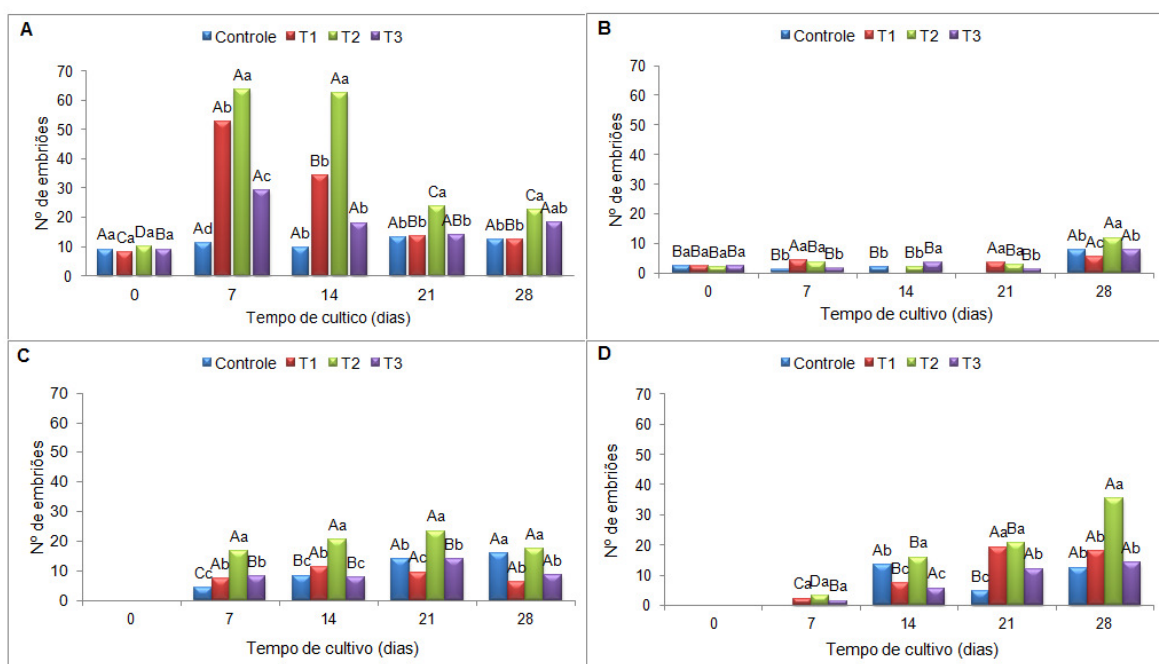 A
Controle T1 T2 T3
Nº de embriões
70
60
50
40
30
20
10
0
Aa Ca Da Ba
Ad Ab Aa Ac
Ab Bb Aa Ab
Ab Bb Ca ABb
Ab Bb Ca Aab
0 7 14 21 28
Tempo de cultico (dias)
B
Controle T1 T2 T3
Nº de embriões
70
60
50
40
30
20
10
0
Ba Ba Ba Ba
Bb Aa Ba Bb
Bb Bb Ba
Aa Ba Bb
Ab Ac Aa Ab
0 7 14 21 28
Tempo de cultivo (dias)
C
Controle T1 T2 T3
Nº de embriões
70
60
50
40
30
20
10
0
Cc Ab Aa Bb
Bc Ab Aa Bc
Ab Ac Aa Bb
Aa Ab Aa Ab
0 7 14 21 28
Tempo de cultivo (dias)
D
Controle T1 T2 T3
Nº de embriões
70
60
50
40
30
20
10
0
Ca Da Ba
Ab Bc Ba Ac
Bc Aa Ba Ab
Ab Ab Aa Ab
0 7 14 21 28
Tempo de cultivo (dias)